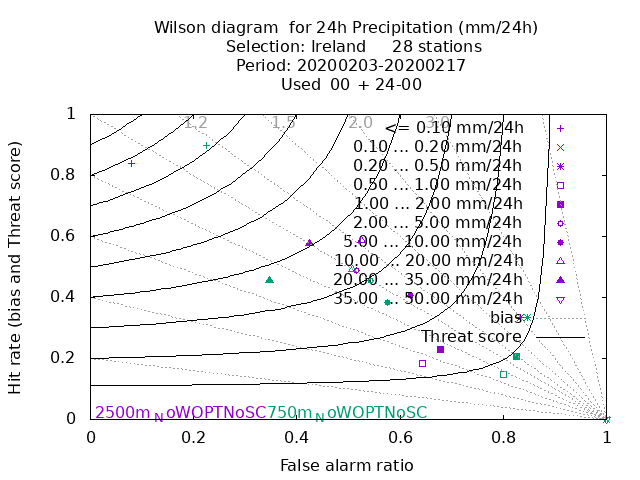 Wilson diagram  for 24h Precipitation (mm/24h)
Selection: Ireland     28 stations
Period: 20200203-20200217
Used  00 + 24-00
Hit rate (bias and Threat score)
1
0.8
0.6
0.4
0.2
0
1.2 1.5 2.0 3.0
<= 0.10 mm/24h
0.10 ... 0.20 mm/24h
0.20 ... 0.50 mm/24h
0.50 ... 1.00 mm/24h
1.00 ... 2.00 mm/24h
2.00 ... 5.00 mm/24h
5.00 ... 10.00 mm/24h
10.00 ... 20.00 mm/24h
20.00 ... 35.00 mm/24h
35.00 ... 50.00 mm/24h
bias
Threat score
2500m NoWOPTNoSC 750m NoWOPTNoSC
0 0.2 0.4 0.6 0.8 1
False alarm ratio